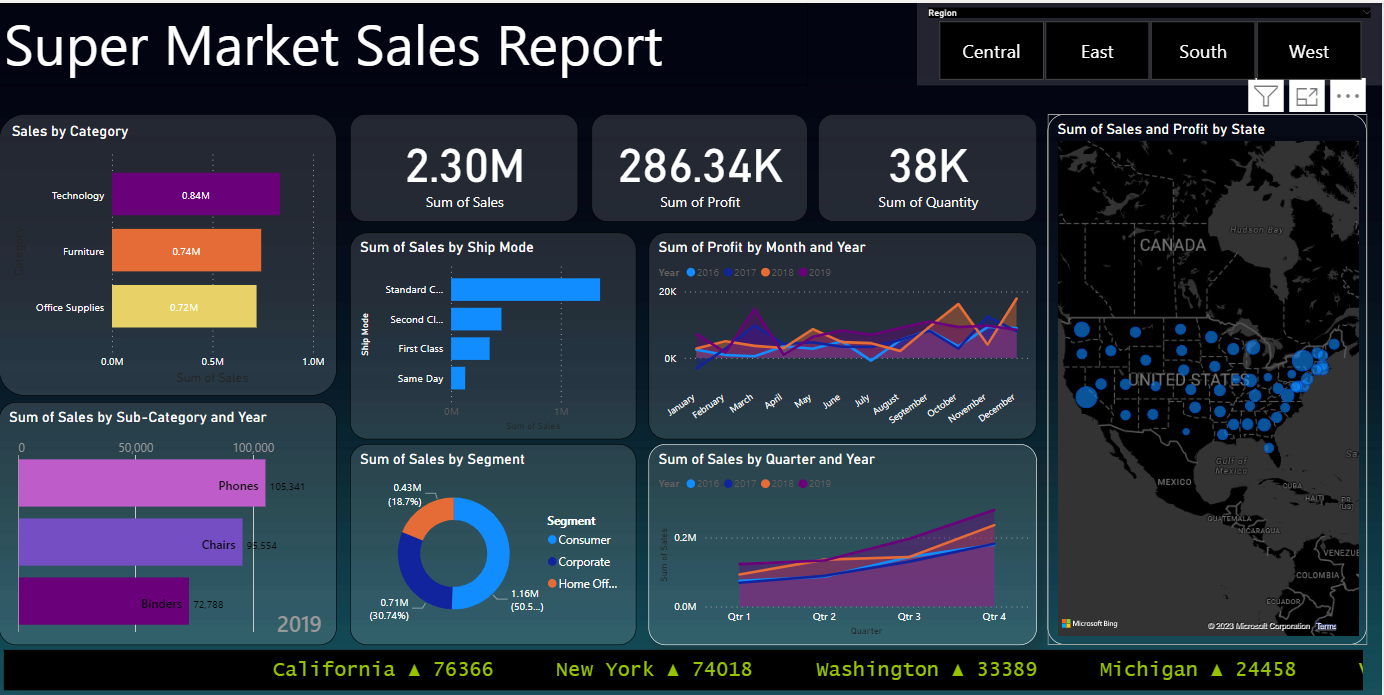 Super Market Sales Report
Region
Central
East
South
West
Sales by Category
Category
Technology
0.84M
Furniture
0.74M
Office Supplies
0.72M
0.0M 0.5M 1.0M
Sum of Sales
2.30M
Sum of Sales
286.34K
Sum of Profit
38K
Sum of Quantity
Sum of Sales by Ship Mode
Ship Mode
Standard C...
Second Cl...
First Class
Same Day
0M 1M
Sum of Sales
Sum of Profit by Month and Year
Year 2016 2017 2018 2019
20K
0K
January February March April May June July August September October November December
Sum of Sales and Profit by State
CANADA
Hudson Bay
UNITED STATES
Gulf of
Mexico
MEXICO
CUBA
HAITI
PR
(US)
GUATEMALA
NICARAGUA
VENEZUE
COLOMBIA
ECUADOR
Sa
Microsoft Bing
© 2023 Microsoft Corporation Terms
Sum of Sales by Sub-Category and Year
0 50,000 100,000
Phones 105,341
Chairs 95,554
Binders 72,788
2019
Sum of Sales by Segment
0.43M
(18.7%)
0.71M
(30.74%)
1.16M
(50.5...)
Segment
Consumer
Corporate
Home Off...
Sum of Sales by Quarter and Year
Year 2016 2017 2018 2019
Sum of Sales
0.2M
0.0M
Qtr 1 Qtr 2 Qtr 3 Qtr 4
Quarter
California ▲ 76366 New York ▲ 74018 Washington ▲ 33389 Michigan ▲ 24458